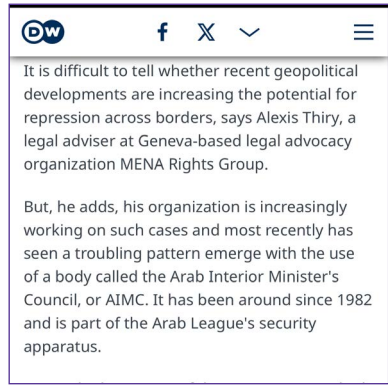 DW
It is difficult to tell whether recent geopolitical
developments are increasing the potential for
repression across borders, says Alexis Thiry, a
legal adviser at Geneva-based legal advocacy
organization MENA Rights Group.
But, he adds, his organization is increasingly
working on such cases and most recently has
seen a troubling pattern emerge with the use
of a body called the Arab Interior Minister's
Council, or AIMC. It has been around since 1982
and is part of the Arab League's security
apparatus.